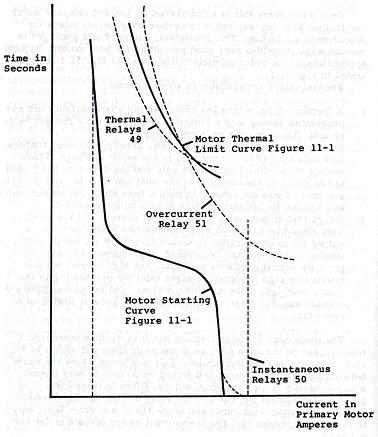 Time in
Seconds
Thermal
Relays
49
Motor Thermal
Limit Curve Figure 11-1
Overcurrent
Relay 51
Motor Starting
Curve
Figure 11-1
Instantaneous
Relays 50
Current in
Primary Motor
Amperes